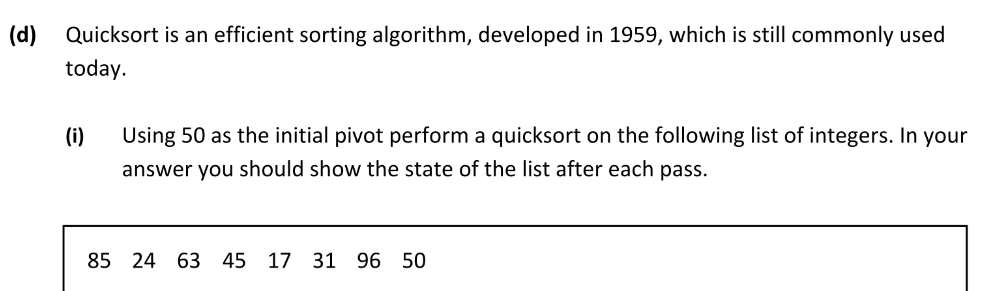 (d) Quicksort is an efficient sorting algorithm, developed in 1959, which is still commonly used
today.
(i) Using 50 as the initial pivot perform a quicksort on the following list of integers. In your
answer you should show the state of the list after each pass.
85 24 63 45 17 31 96 50